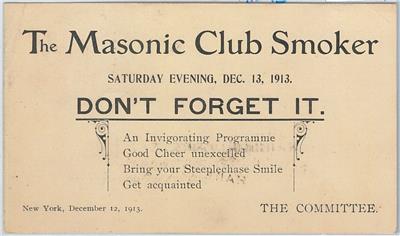 The Masonic Club Smoker
SATURDAY EVENING, DEC. 13, 1913.
DON'T FORGET IT.
An Invigorating Programme
Good Cheer unexcelled
Bring your Steeplechase Smile
Get acquainted
New York, December 12, 1913.
THE COMMITTEE.